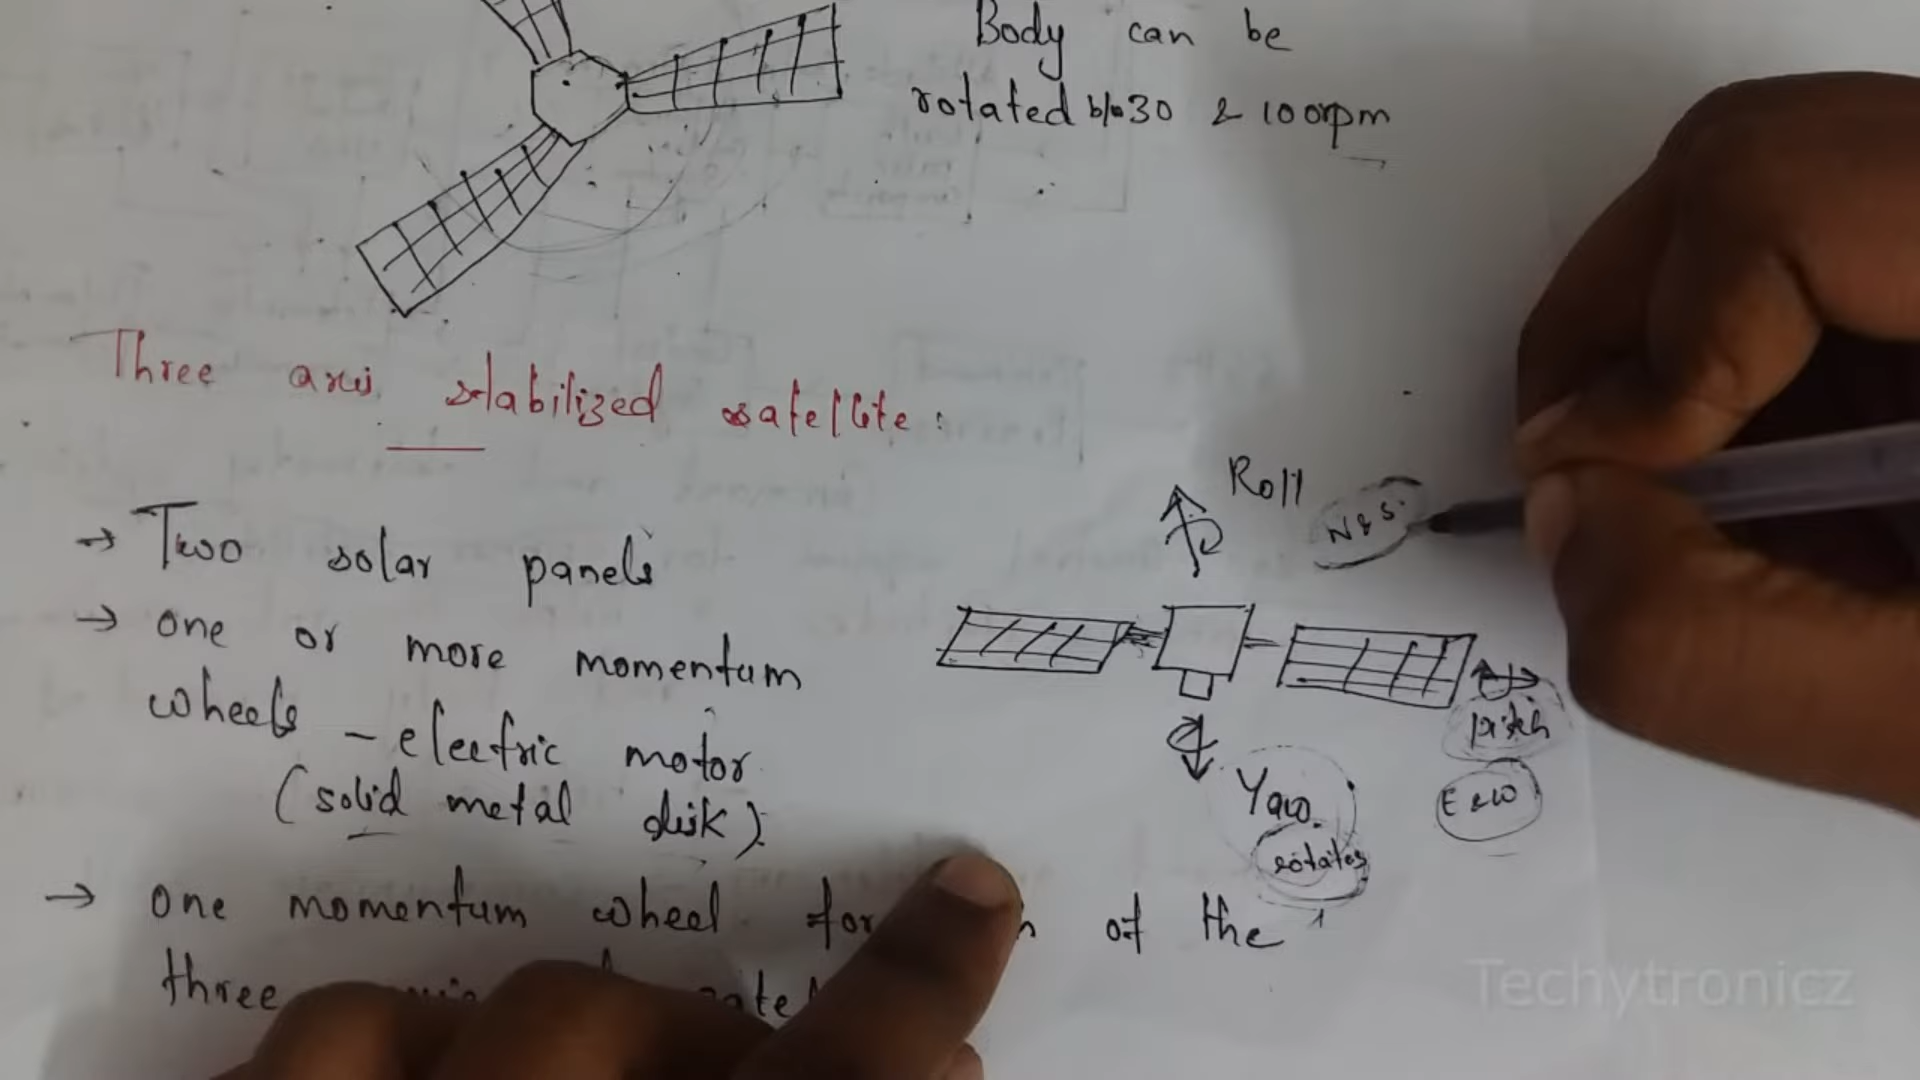 Body can be
rotated b/w 30 & 100rpm
Three axis stabilized satellite:
Roll
N & S.
→ Two solar panels
→ one or more momentum
wheels - electric motor
(solid metal disk)
pitch
E & W
Yaw.
rotates
→ one momentum wheel for of the
three
Techytronicz